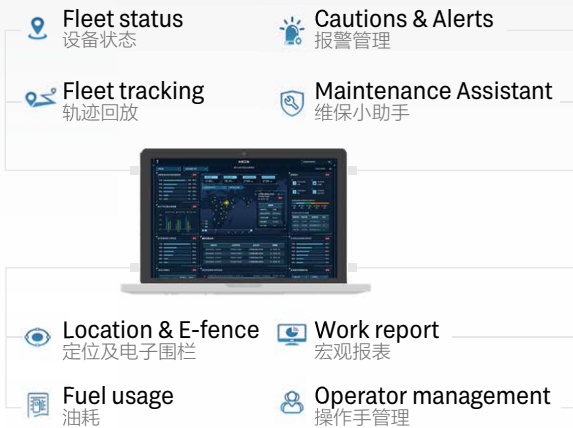 Fleet status
设备状态
Cautions & Alerts
报警管理
Fleet tracking
轨迹回放
Maintenance Assistant
维保小助手
Location & E-fence
定位及电子围栏
Work report
宏观报表
Fuel usage
油耗
Operator management
操作手管理